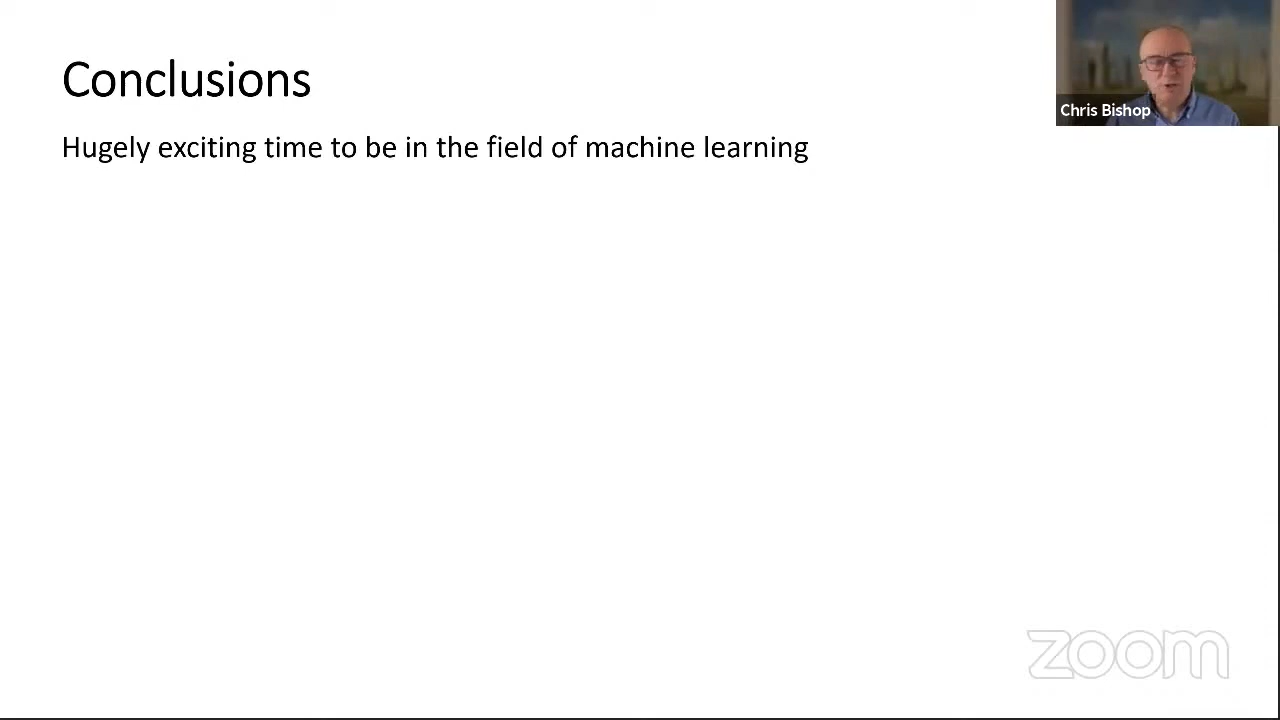 Conclusions
Chris Bishop
Hugely exciting time to be in the field of machine learning
zoom